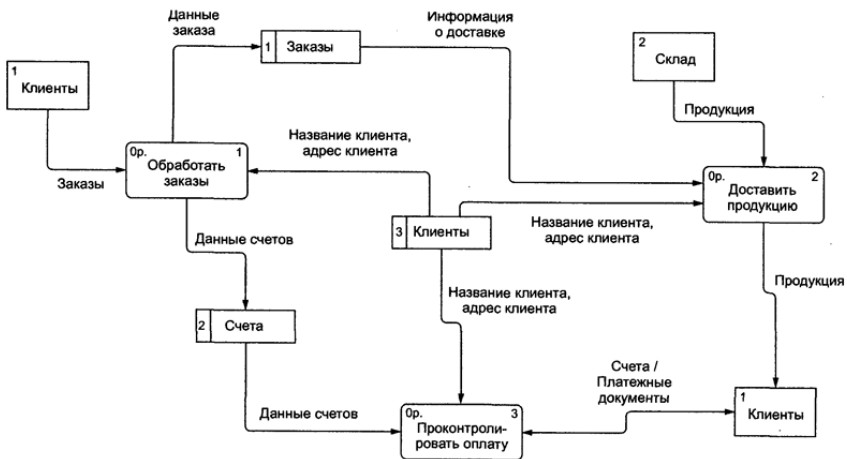 Данные
заказа
Информация
о доставке
1
Заказы
2
Склад
1
Клиенты
Продукция
Название клиента,
адрес клиента
0р.
1
Обработать
заказы
Заказы
0р.
2
Доставить
продукцию
3
Клиенты
Название клиента,
адрес клиента
Данные счетов
Продукция
Название клиента,
адрес клиента
2
Счета
Счета /
Платежные
документы
1
Клиенты
Данные счетов
0р.
3
Проконтроли-
ровать оплату